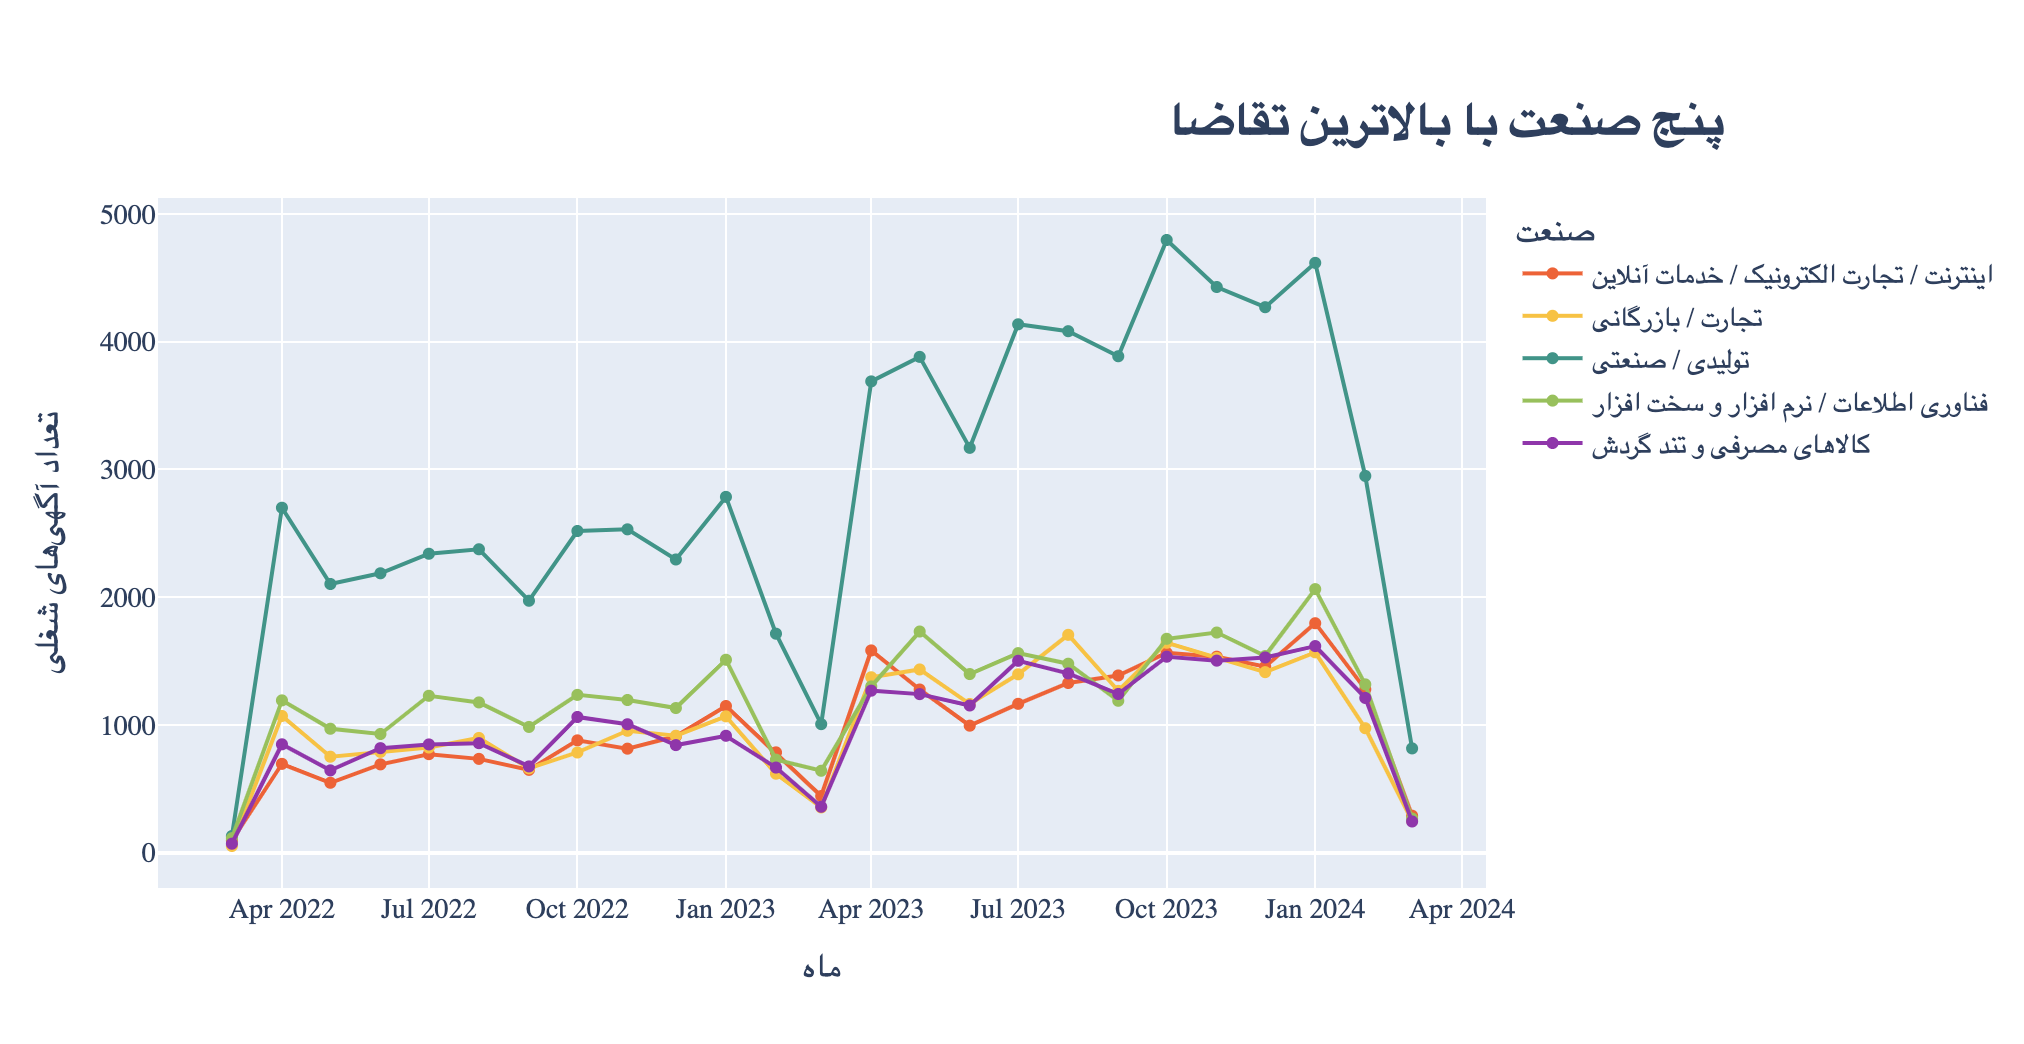 پنج صنعت با بالاترین تقاضا
صنعت
اینترنت / تجارت الکترونیک / خدمات آنلاین
تجارت / بازرگانی
تولیدی / صنعتی
فناوری اطلاعات / نرم افزار و سخت افزار
کالاهای مصرفی و تند گردش
تعداد آگهی‌های شغلی
5000
4000
3000
2000
1000
0
Apr 2022 Jul 2022 Oct 2022 Jan 2023 Apr 2023 Jul 2023 Oct 2023 Jan 2024 Apr 2024
ماه